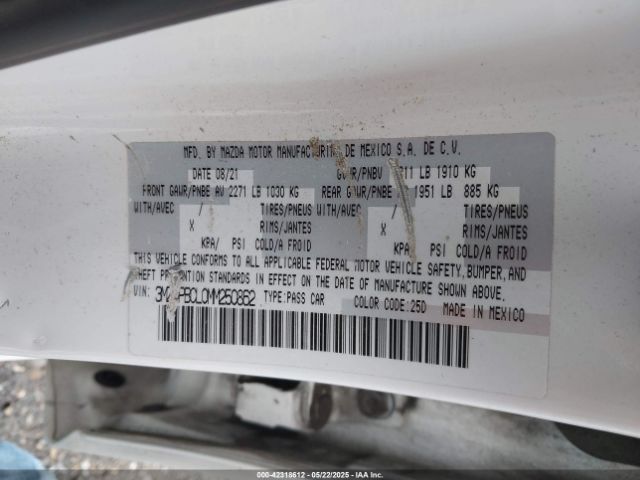 MFD. BY MAZDA MOTOR MANUFACTURING DE MEXICO S.A. DE C.V.
DATE 08/21 GVWR/PNBV LB 1910 KG
FRONT GAWR/PNBE AV 2271 LB 1030 KG REAR GAWR/PNBE 1951 LB 885 KG
WITH/AVEC / TIRES/PNEUS WITH/AVEC / TIRES/PNEUS
X RIMS/JANTES X RIMS/JANTES
KPA/ PSI COLD/A FROID KPA/ PSI COLD/A FROID
THIS VEHICLE CONFORMS TO ALL APPLICABLE FEDERAL MOTOR VEHICLE SAFETY, BUMPER, AND
THEFT PREVENTION STANDARDS IN EFFECT ON THE DATE OF MANUFACTURE SHOWN ABOVE.
VIN: TYPE:PASS CAR COLOR CODE:25D MADE IN MEXICO
000-42318612 - 05/22/2025 - IAA Corp.